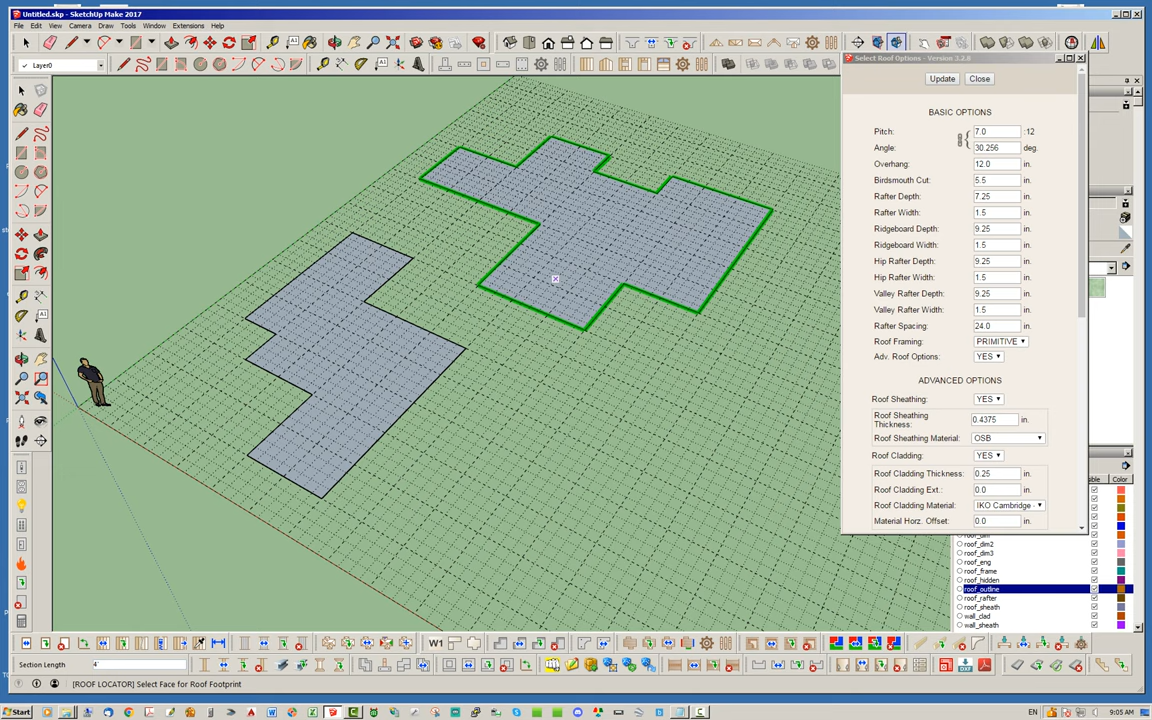 Untitled.skp - SketchUp Make 2017
File Edit View Camera Draw Tools Window Extensions Help
Layer0
Select Roof Options - Version 3.2.8
Update Close
BASIC OPTIONS
Pitch: 7.0 :12
Angle: 30.256 deg.
Overhang: 12.0 in.
Birdsmouth Cut: 5.5 in.
Rafter Depth: 7.25 in.
Rafter Width: 1.5 in.
Ridgeboard Depth: 9.25 in.
Ridgeboard Width: 1.5 in.
Hip Rafter Depth: 9.25 in.
Hip Rafter Width: 1.5 in.
Valley Rafter Depth: 9.25 in.
Valley Rafter Width: 1.5 in.
Rafter Spacing: 24.0 in.
Roof Framing: PRIMITIVE
Adv. Roof Options: YES
ADVANCED OPTIONS
Roof Sheathing: YES
Roof Sheathing
Thickness: 0.4375 in.
Roof Sheathing Material: OSB
Roof Cladding: YES
Roof Cladding Thickness: 0.25 in.
Roof Cladding Ext.: 0.0 in.
Roof Cladding Material: IKO Cambridge -
Material Horz. Offset: 0.0 in.
Color
roof_dim2
roof_dim3
roof_eng
roof_frame
roof_hidden
roof_outline
roof_rafter
roof_sheath
wall_clad
wall_sheath
W1
DXF
Section Length 4'
[ROOF LOCATOR] Select Face for Roof Footprint
Start
EN 9:05 AM